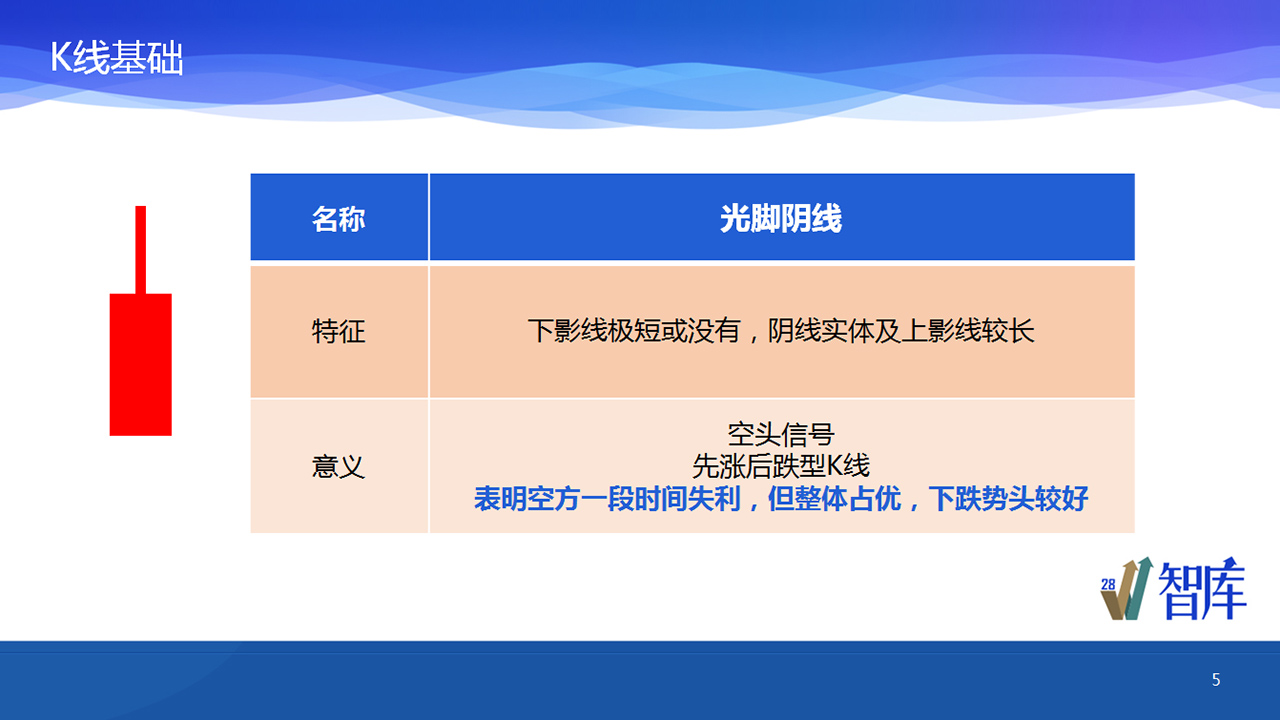 K线基础
名称
光脚阴线
特征
下影线极短或没有，阴线实体及上影线较长
意义
空头信号
先涨后跌型K线
表明空方一段时间失利，但整体占优，下跌势头较好
28
智库
5